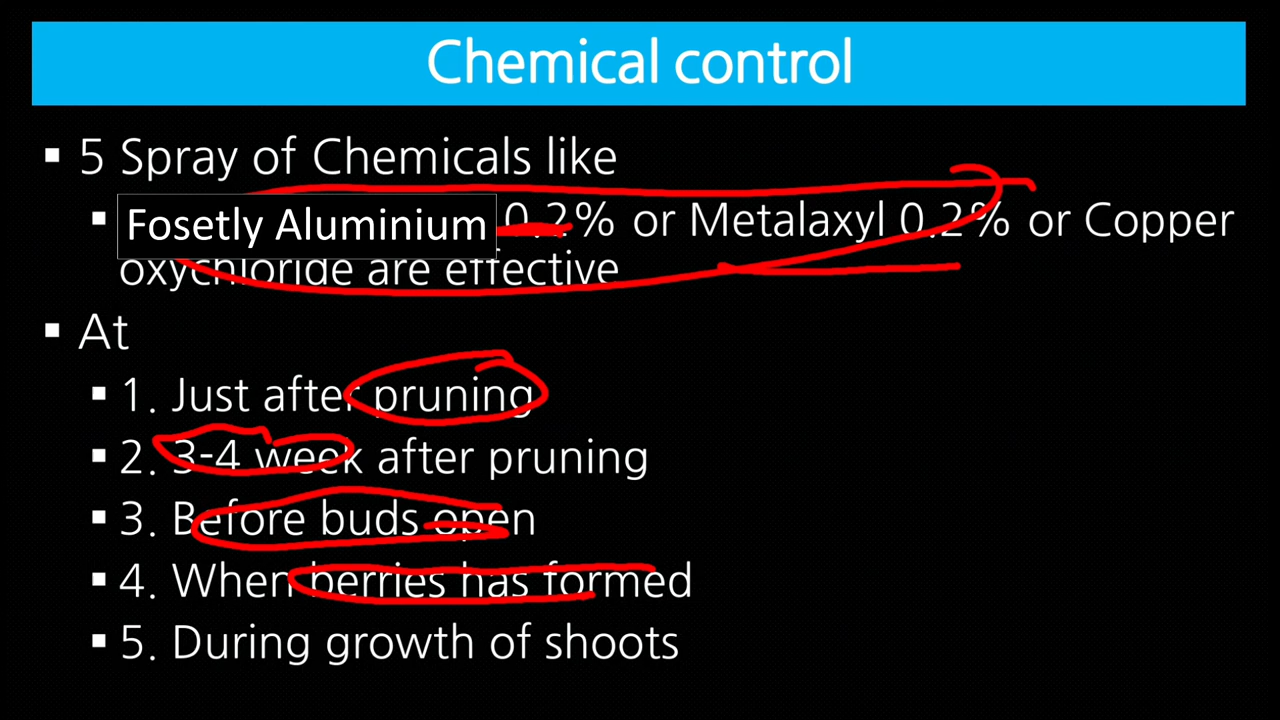 Chemical control
▪ 5 Spray of Chemicals like
▪ Fosetly Aluminium 0.2% or Metalaxyl 0.2% or Copper
oxychloride are effective
▪ At
▪ 1. Just after pruning
▪ 2. 3-4 week after pruning
▪ 3. Before buds open
▪ 4. When berries has formed
▪ 5. During growth of shoots